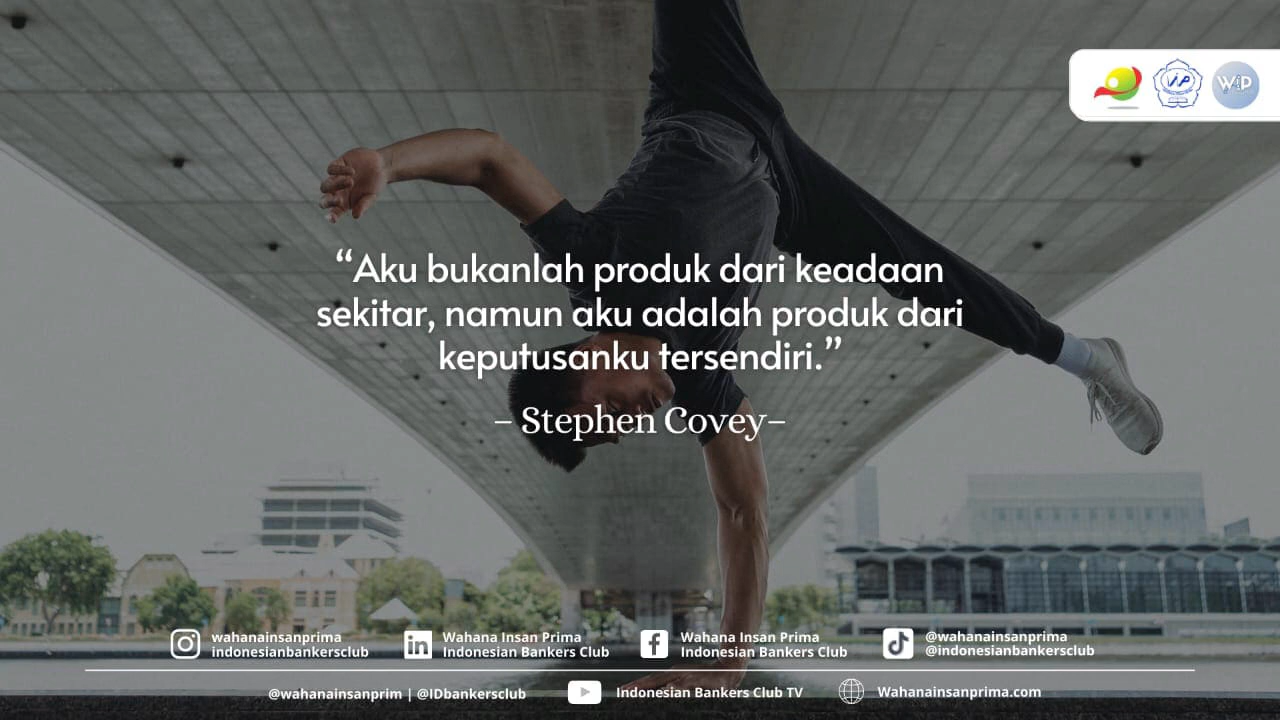 WiP
“Aku bukanlah produk dari keadaan
sekitar, namun aku adalah produk dari
keputusanku tersendiri.”
– Stephen Covey–
wahanainsanprima
indonesianbankersclub
Wahana Insan Prima
Indonesian Bankers Club
Wahana Insan Prima
Indonesian Bankers Club
@wahanainsanprima
@indonesianbankersclub
@wahanainsanprim | @IDbankersclub
Indonesian Bankers Club TV
Wahanainsanprima.com